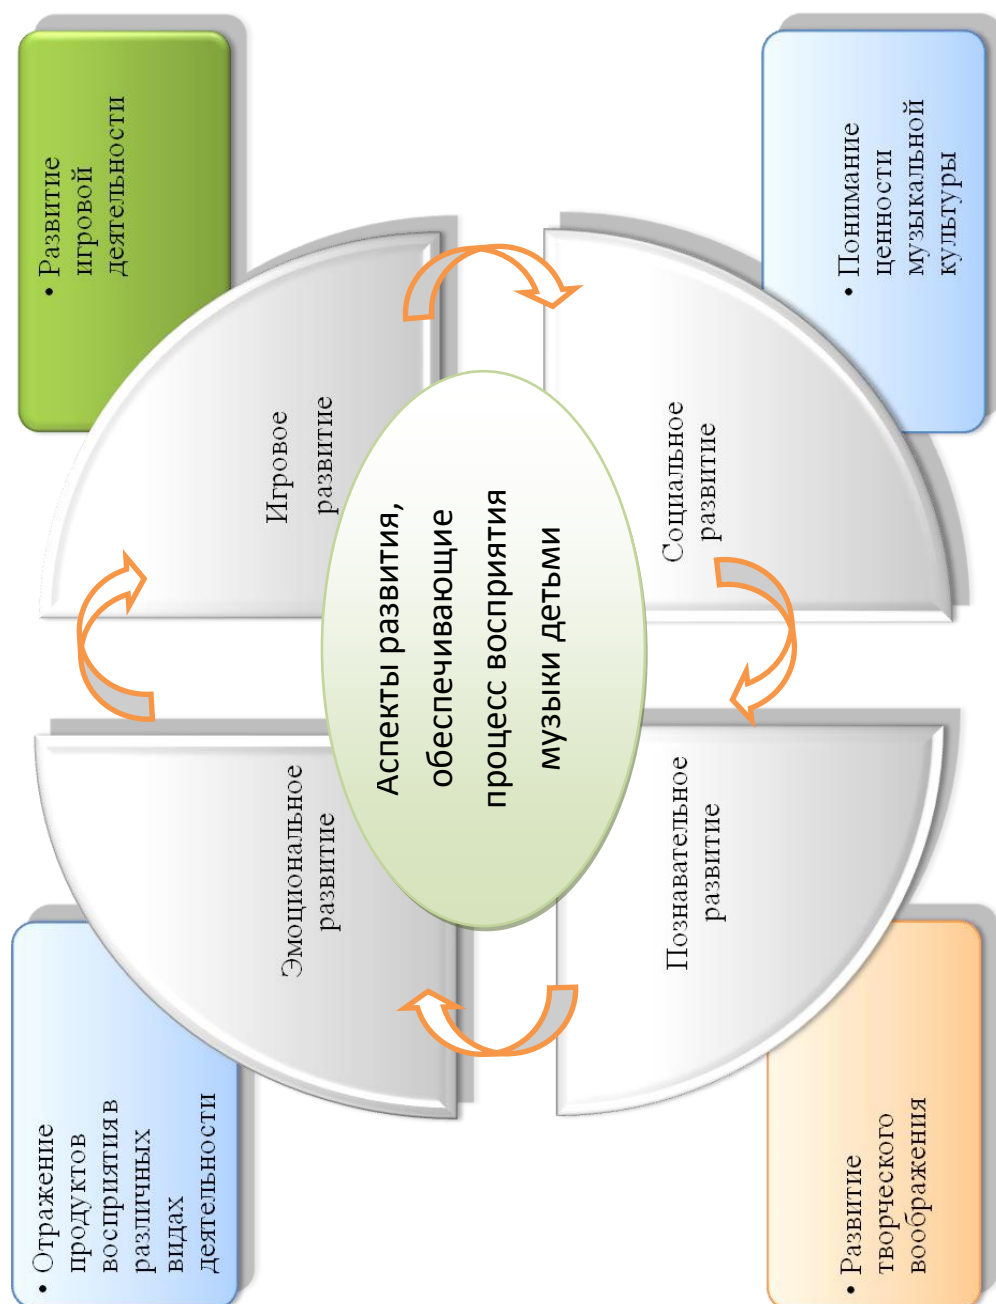 • Отражение
продуктов
восприятия в
различных
видах
деятельности
• Развитие
игровой
деятельности
Эмоциональное
развитие
Игровое
развитие
Аспекты развития,
обеспечивающие
процесс восприятия
музыки детьми
Познавательное
развитие
Социальное
развитие
• Развитие
творческого
воображения
• Понимание
ценности
музыкальной
культуры